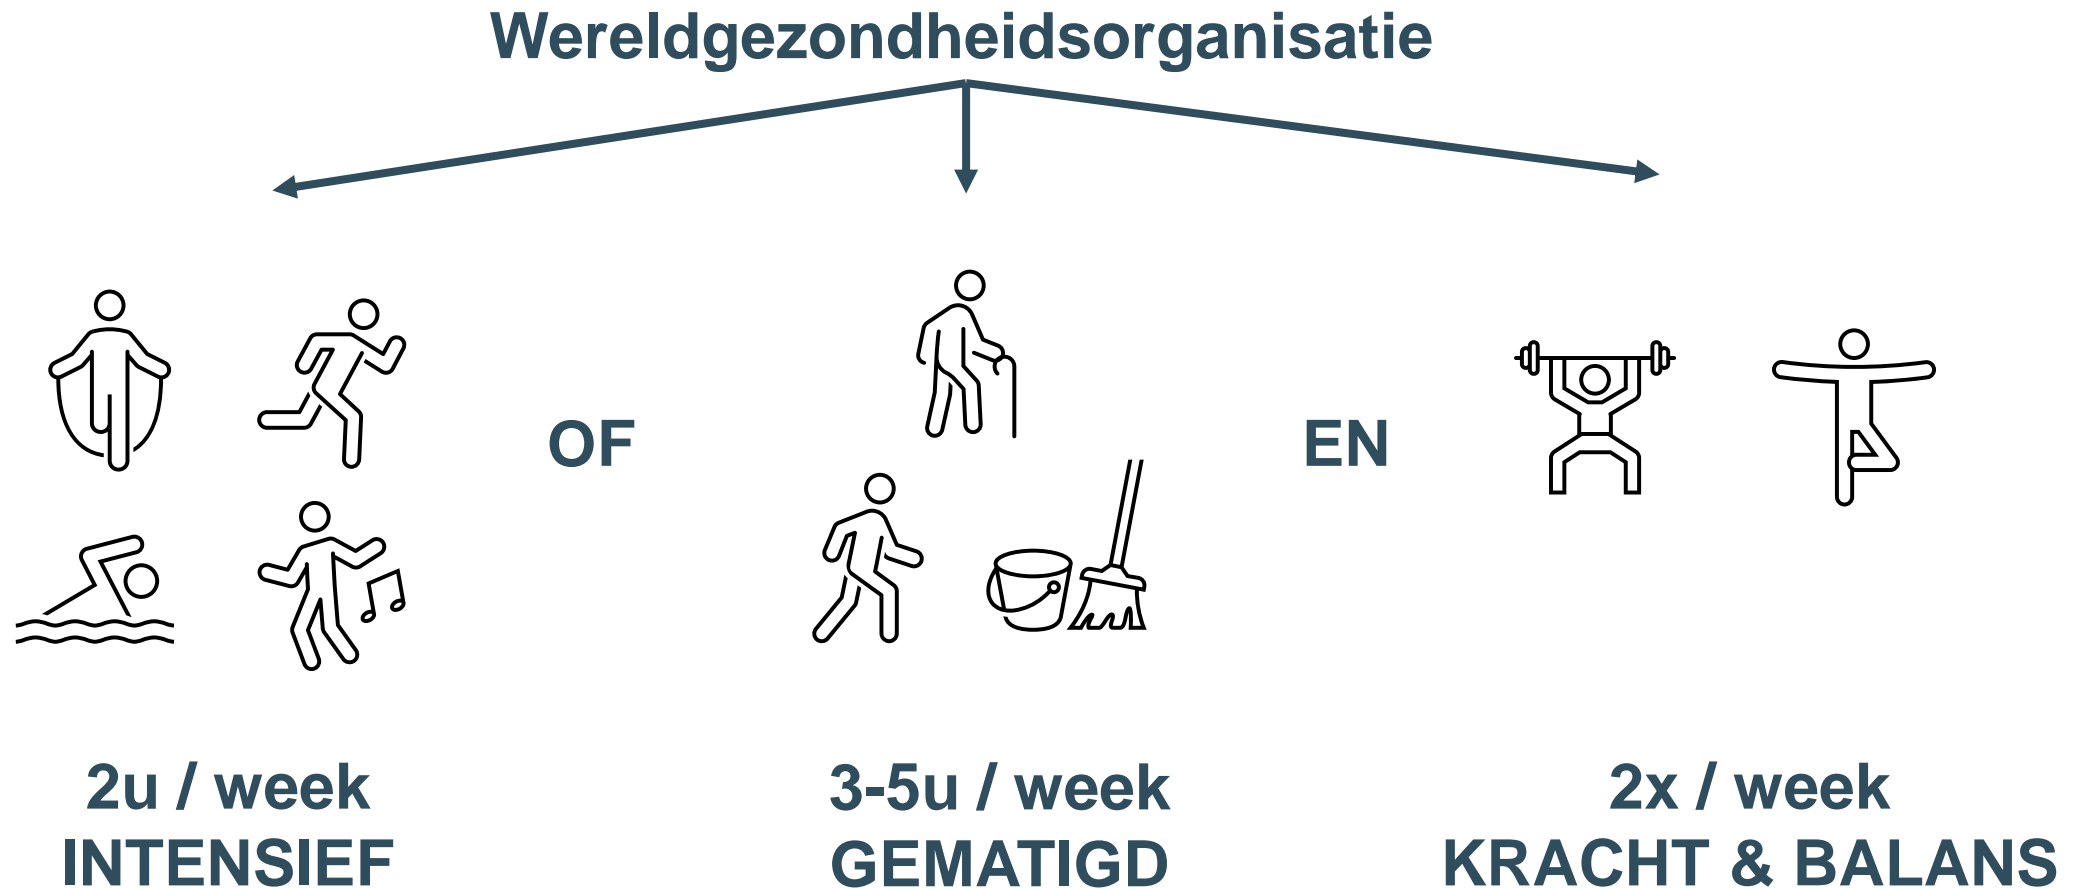 Wereldgezondheidsorganisatie
OF
EN
2u / week
INTENSIEF
3-5u / week
GEMATIGD
2x / week
KRACHT & BALANS